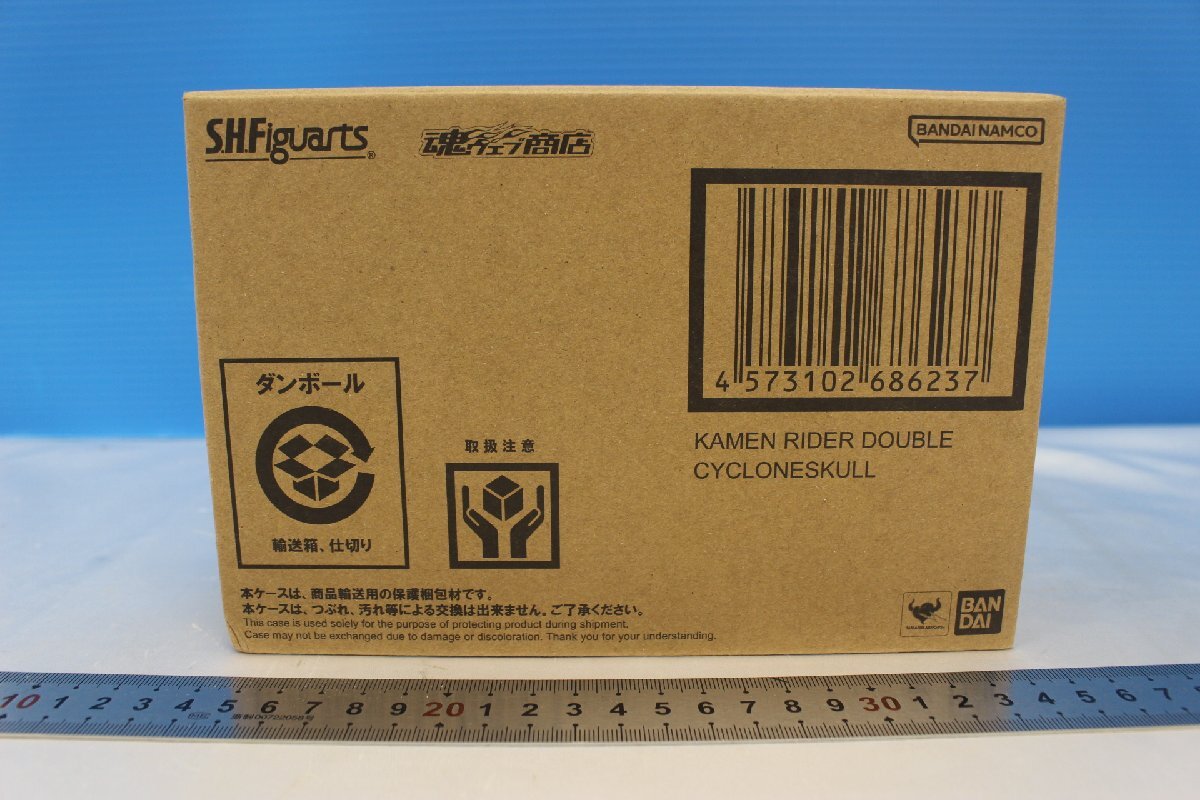 S.H.Figuarts®
魂ウェブ商店
BANDAI NAMCO
4 573102 686237
KAMEN RIDER DOUBLE
CYCLONESKULL
ダンボール
輸送箱、仕切り
取扱注意
本ケースは、商品輸送用の保護梱包材です。
本ケースは、つぶれ、汚れ等による交換は出来ません。ご了承ください。
This case is used solely for the purpose of protecting product during shipment.
Case may not be exchanged due to damage or discoloration. Thank you for your understanding.
BAN
DAI
10 1 2 3 4 5 6 7 8 9 20 1 2 3 4 5 6 7 8 9 30 1 2 3 4 5 6 7